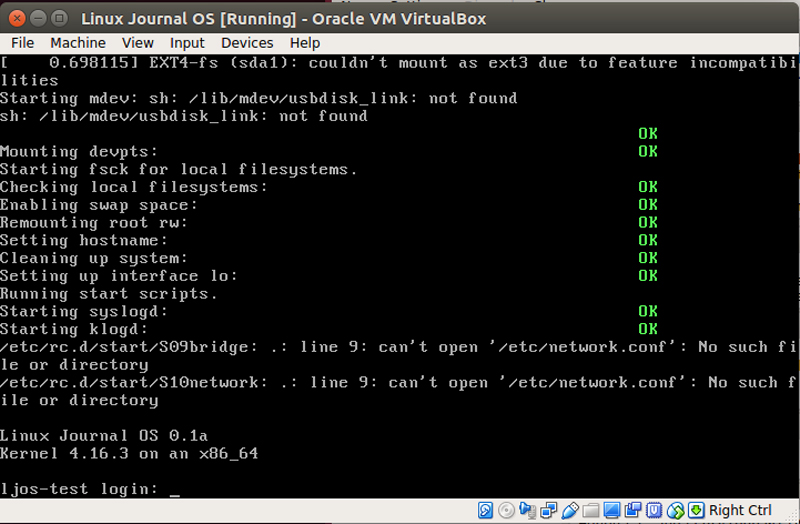 Linux Journal OS [Running] - Oracle VM VirtualBox
File Machine View Input Devices Help
[    0.698115] EXT4-fs (sda1): couldn't mount as ext3 due to feature incompatibi
lities
Starting mdev: sh: /lib/mdev/usbdisk_link: not found
sh: /lib/mdev/usbdisk_link: not found
OK
Mounting devpts: OK
Starting fsck for local filesystems.
Checking local filesystems: OK
Enabling swap space: OK
Remounting root rw: OK
Setting hostname: OK
Cleaning up system: OK
Setting up interface lo: OK
Running start scripts.
Starting syslogd: OK
Starting klogd: OK
/etc/rc.d/start/S09bridge: .: line 9: can't open '/etc/network.conf': No such fi
le or directory
/etc/rc.d/start/S10network: .: line 9: can't open '/etc/network.conf': No such f
ile or directory
Linux Journal OS 0.1a
Kernel 4.16.3 on an x86_64
ljos-test login: _
Right Ctrl